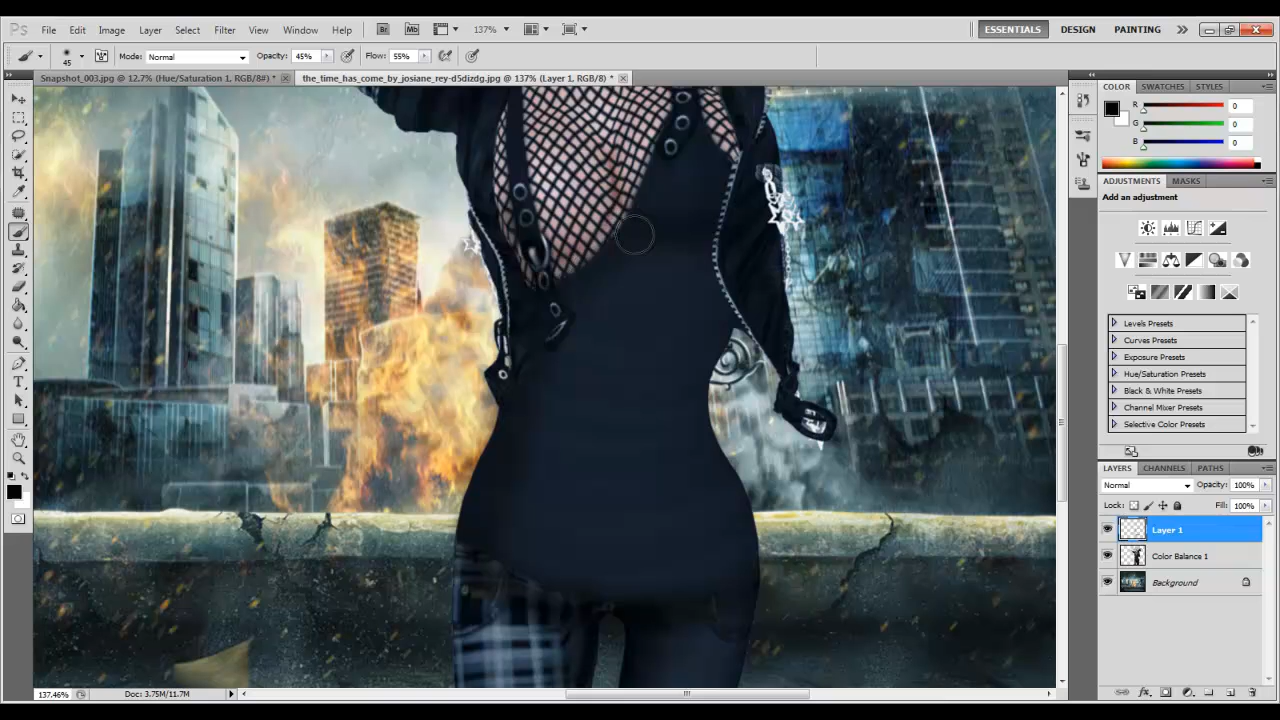 Ps File Edit Image Layer Select Filter View Window Help Br Mb 137% ESSENTIALS DESIGN PAINTING
45 Mode: Normal Opacity: 45% Flow: 55%
Snapshot_003.jpg @ 12.7% (Hue/Saturation 1, RGB/8#) * the_time_has_come_by_josiane_rey-d5dizdg.jpg @ 137% (Layer 1, RGB/8) *
COLOR SWATCHES STYLES
R 0
G 0
B 0
ADJUSTMENTS MASKS
Add an adjustment
Levels Presets
Curves Presets
Exposure Presets
Hue/Saturation Presets
Black & White Presets
Channel Mixer Presets
Selective Color Presets
LAYERS CHANNELS PATHS
Normal Opacity: 100%
Lock: Fill: 100%
Layer 1
Color Balance 1
Background
137.46% Doc: 3.75M/11.7M